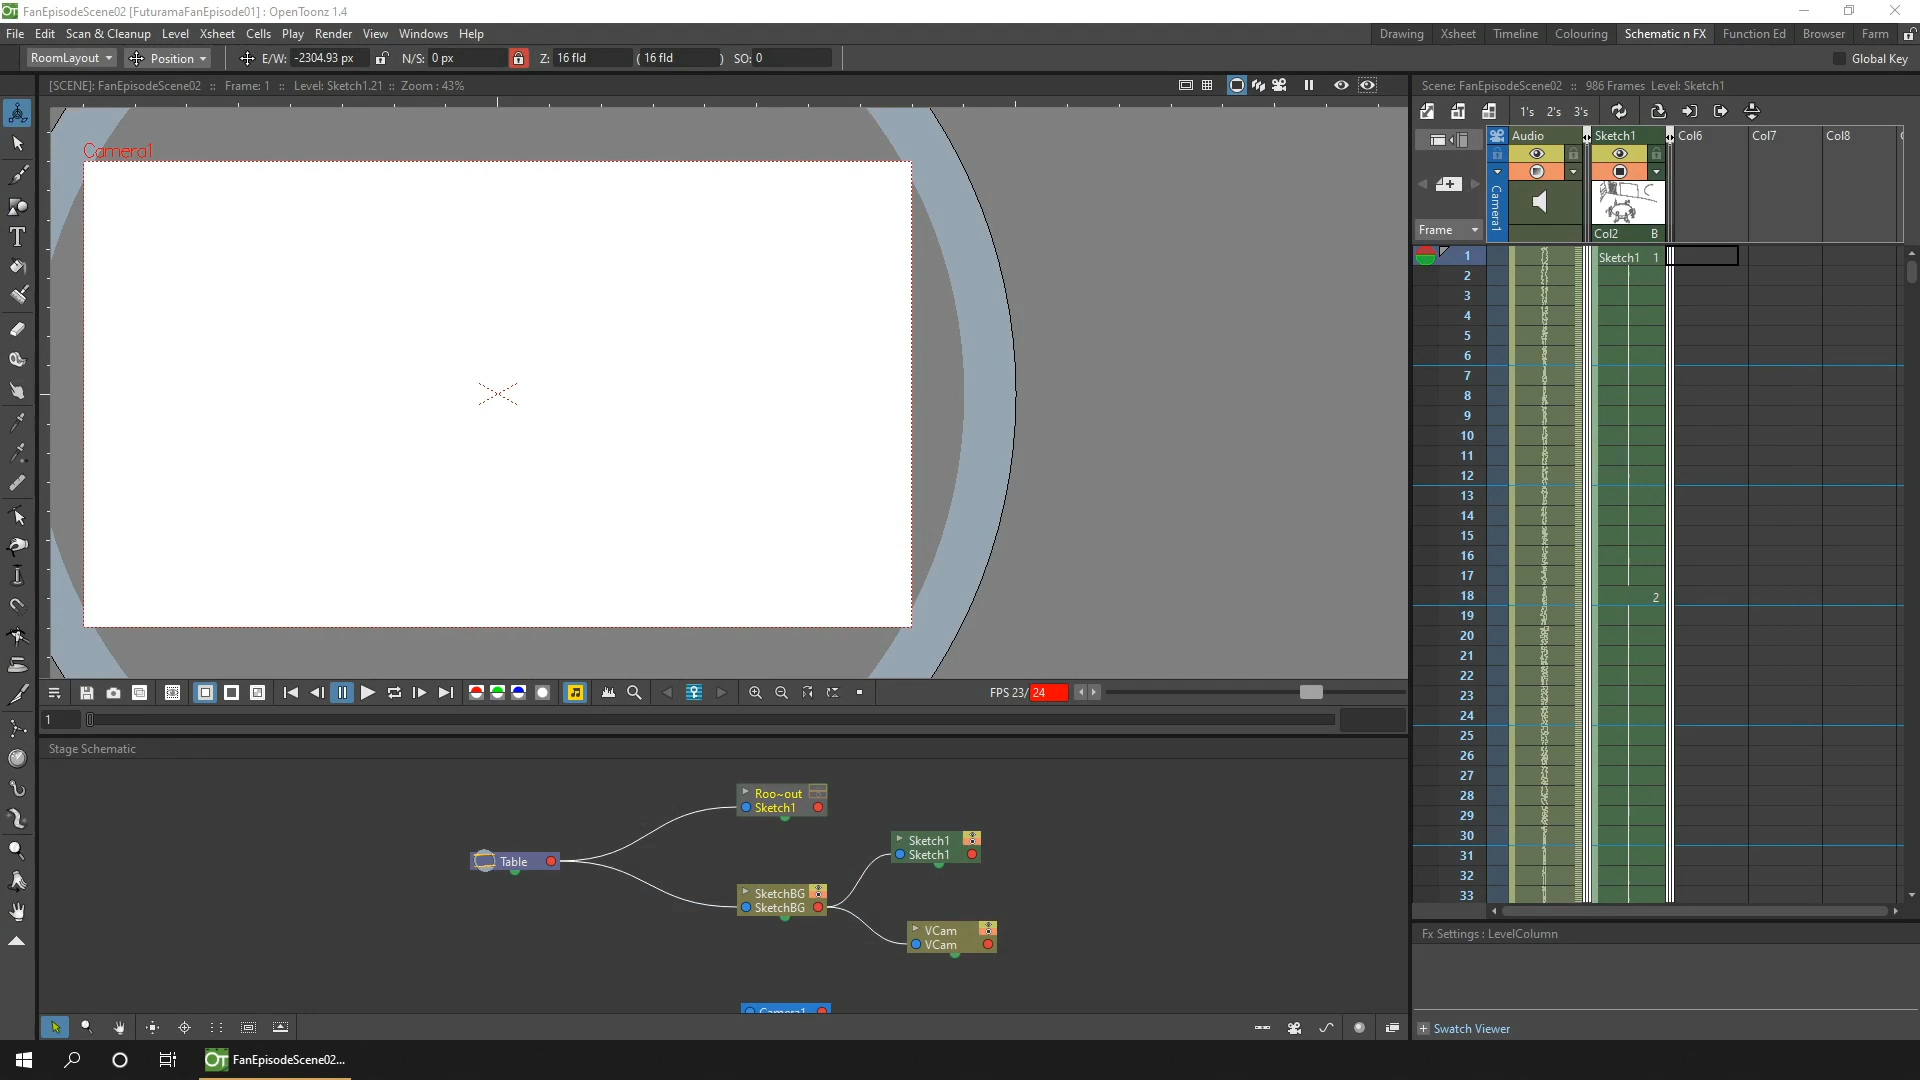 FanEpisodeScene02 [FuturamaFanEpisode01] : OpenToonz 1.4
File Edit Scan & Cleanup Level Xsheet Cells Play Render View Windows Help
Drawing Xsheet Timeline Colouring Schematic n FX Browser Function Ed Farm
RoomLayout Position E/W: -2304.93 px N/S: 0 px Z: 16 fld ( 16 fld ) SO: 0
Global Key
[SCENE]: FanEpisodeScene02 :: Frame: 1 :: Level: Sketch1.21 :: Zoom : 43%
Scene: FanEpisodeScene02 :: 986 Frames Level: Sketch1
1's 2's 3's
Camera1
Audio Sketch1 Col6 Col7 Col8
Camera1
Frame
Col2 B
1 Sketch1 1
2
3
4
5
6
7
8
9
10
11
12
13
14
15
16
17
18 2
19
20
21
22
23
24
25
26
27
28
29
30
31
32
33
FPS 23/ 24
1
Stage Schematic
Roo~out
Sketch1
Sketch1
Sketch1
Table
SketchBG
SketchBG
VCam
VCam
Camera1
Fx Settings : LevelColumn
Swatch Viewer
FanEpisodeScene02...